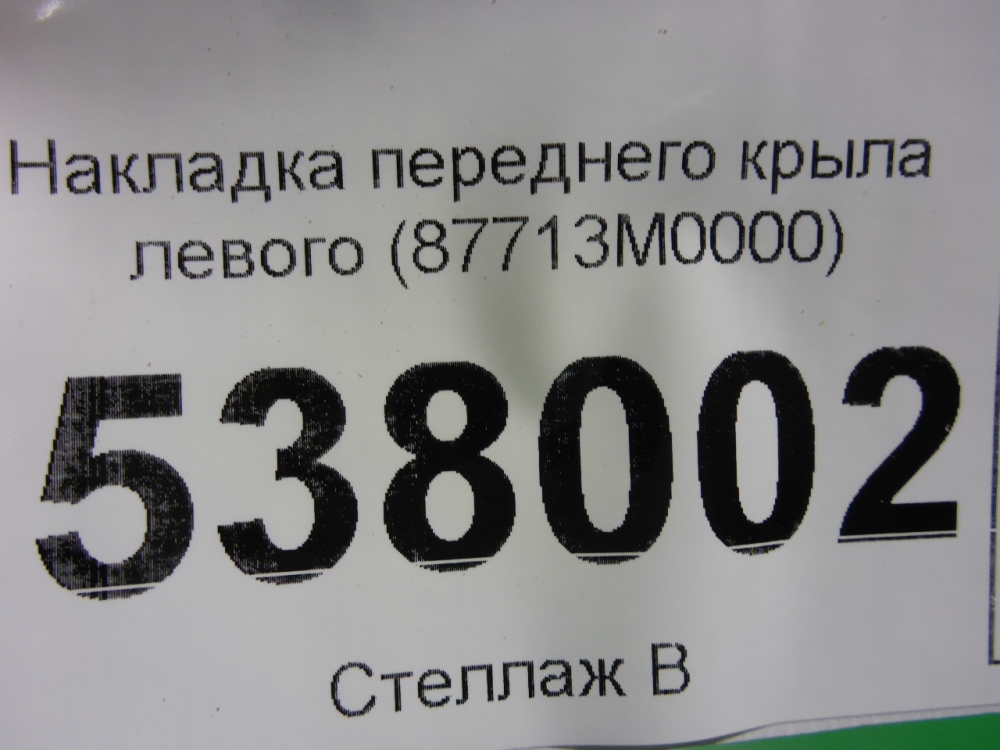 Накладка переднего крыла
левого (87713M0000)
538002
Стеллаж В